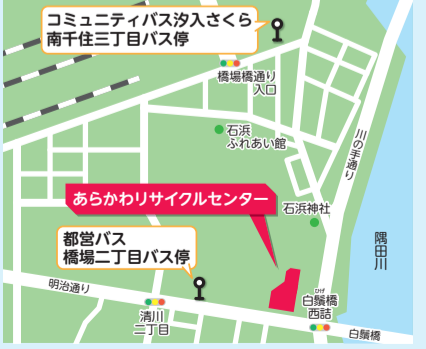 コミュニティバス汐入さくら
南千住三丁目バス停
橋場橋通り
入口
石浜
ふれあい館
川の手通り
あらかわリサイクルセンター
石浜神社
都営バス
橋場二丁目バス停
隅田川
明治通り
清川
二丁目
ひげ
白鬚橋
西詰
白鬚橋